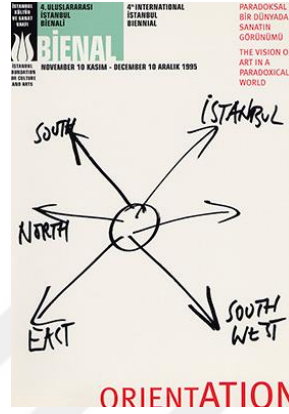 İSTANBUL
KÜLTÜR
VE SANAT
VAKFI
4. ULUSLARARASI
İSTANBUL
BİENALİ
4th INTERNATIONAL
ISTANBUL
BIENNIAL
PARADOKSAL
BİR DÜNYADA
SANATIN
GÖRÜNÜMÜ
THE VISION OF
ART IN A
PARADOXICAL
WORLD
BİENAL
ISTANBUL
FOUNDATION
FOR CULTURE
AND ARTS
NOVEMBER 10 KASIM - DECEMBER 10 ARALIK 1995
SOUTH
İSTANBUL
NORTH
EAST
SOUTH
WEST
ORIENTATION